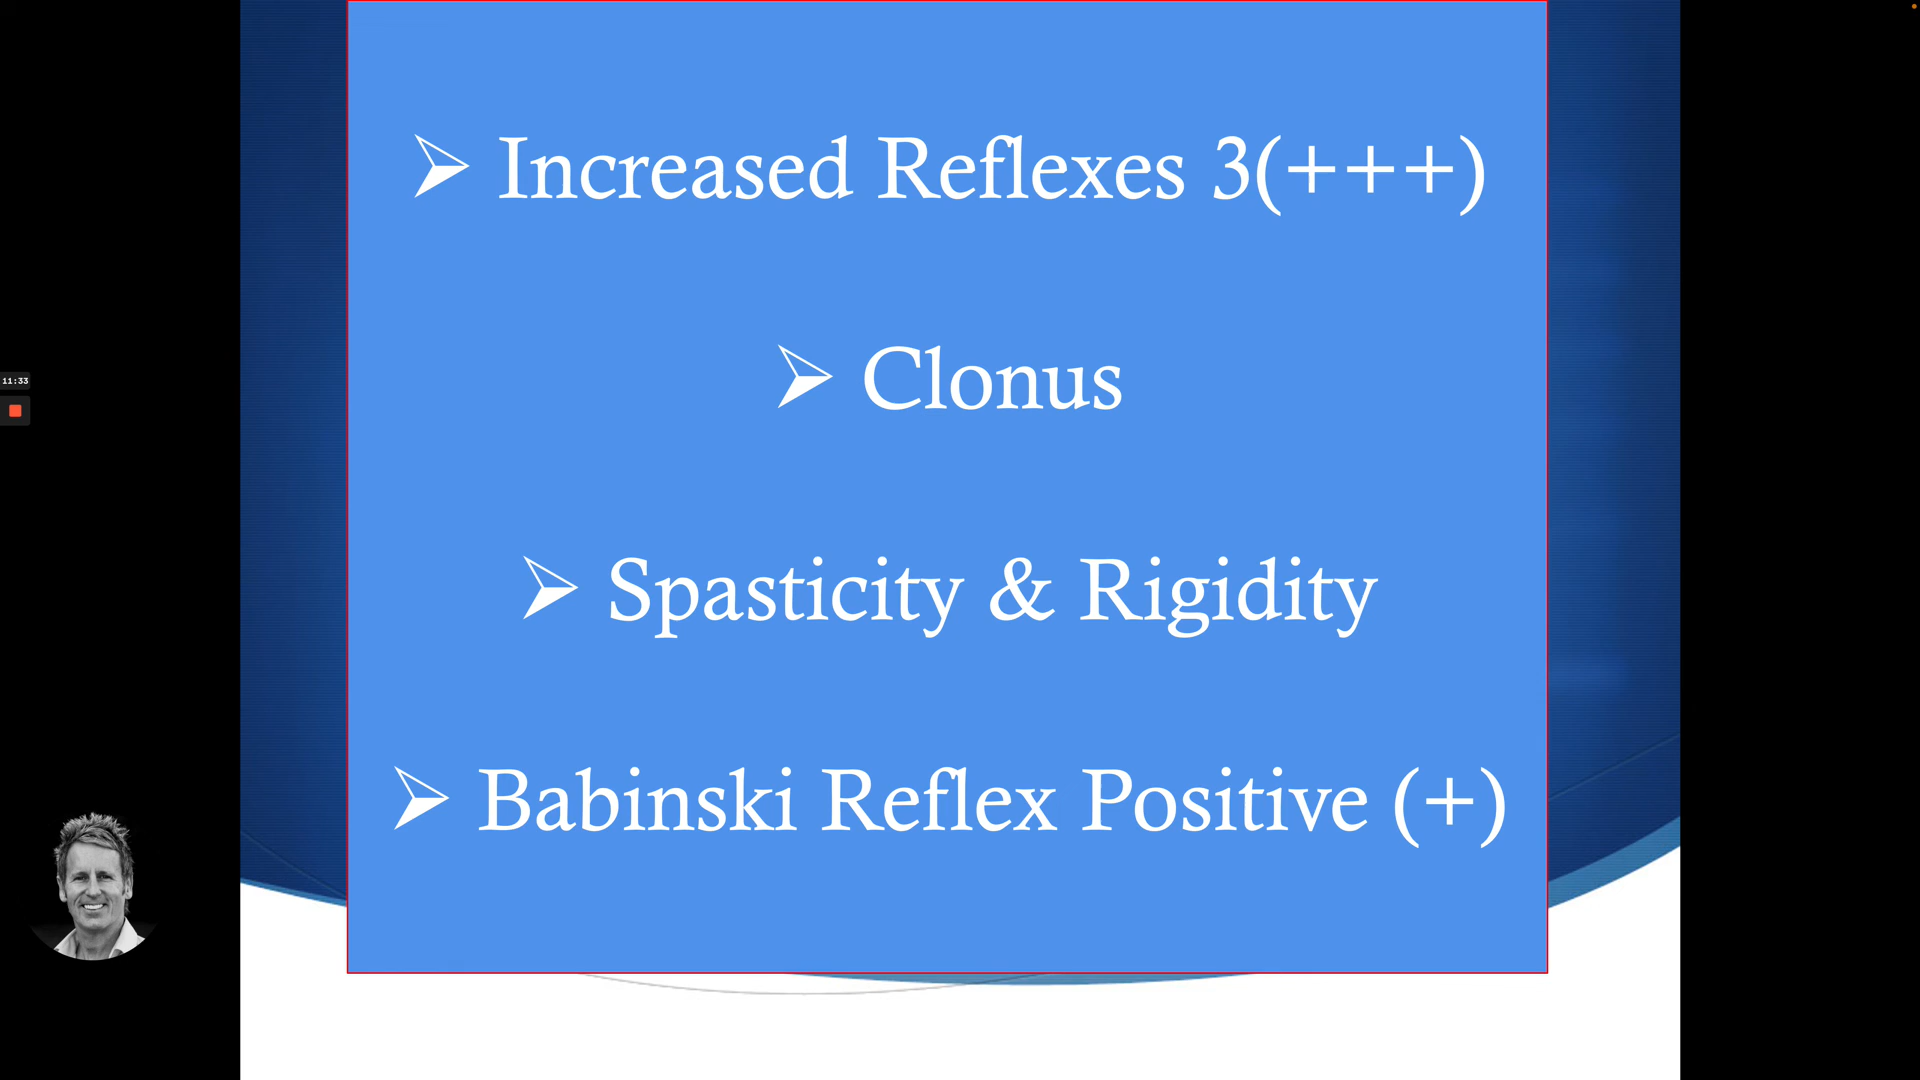 ➢ Increased Reflexes 3(+++)
➢ Clonus
➢ Spasticity & Rigidity
➢ Babinski Reflex Positive (+)
11:33